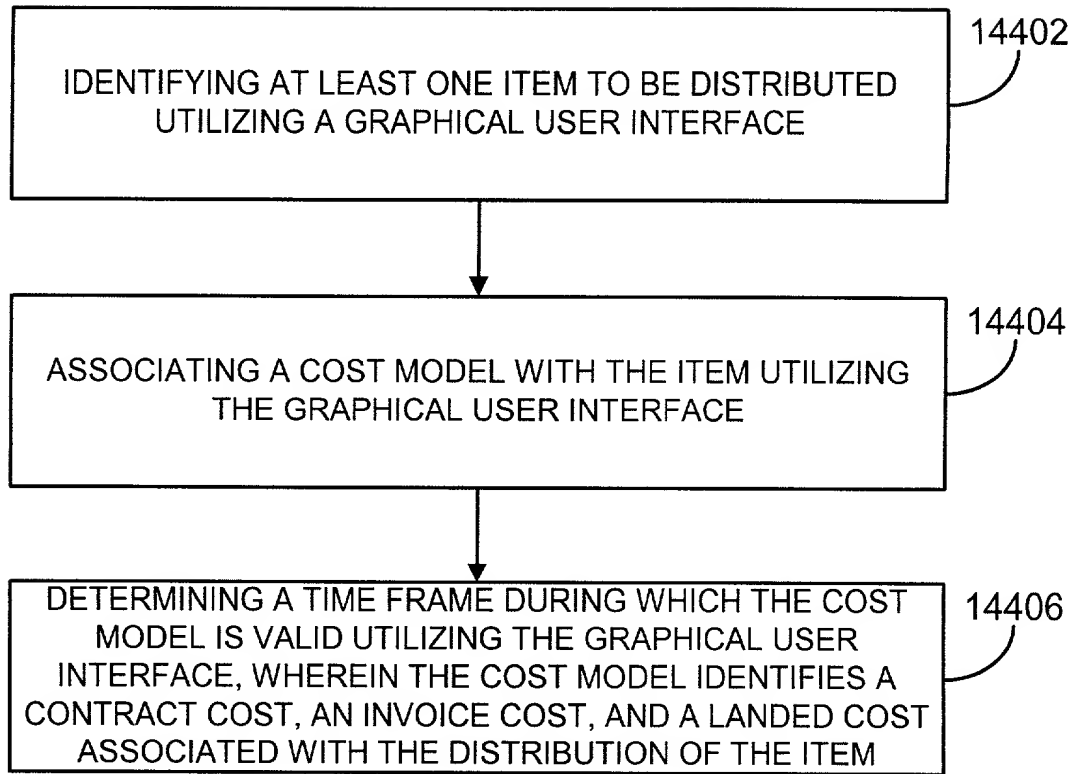 14402
IDENTIFYING AT LEAST ONE ITEM TO BE DISTRIBUTED
UTILIZING A GRAPHICAL USER INTERFACE
14404
ASSOCIATING A COST MODEL WITH THE ITEM UTILIZING
THE GRAPHICAL USER INTERFACE
14406
DETERMINING A TIME FRAME DURING WHICH THE COST
MODEL IS VALID UTILIZING THE GRAPHICAL USER
INTERFACE, WHEREIN THE COST MODEL IDENTIFIES A
CONTRACT COST, AN INVOICE COST, AND A LANDED COST
ASSOCIATED WITH THE DISTRIBUTION OF THE ITEM